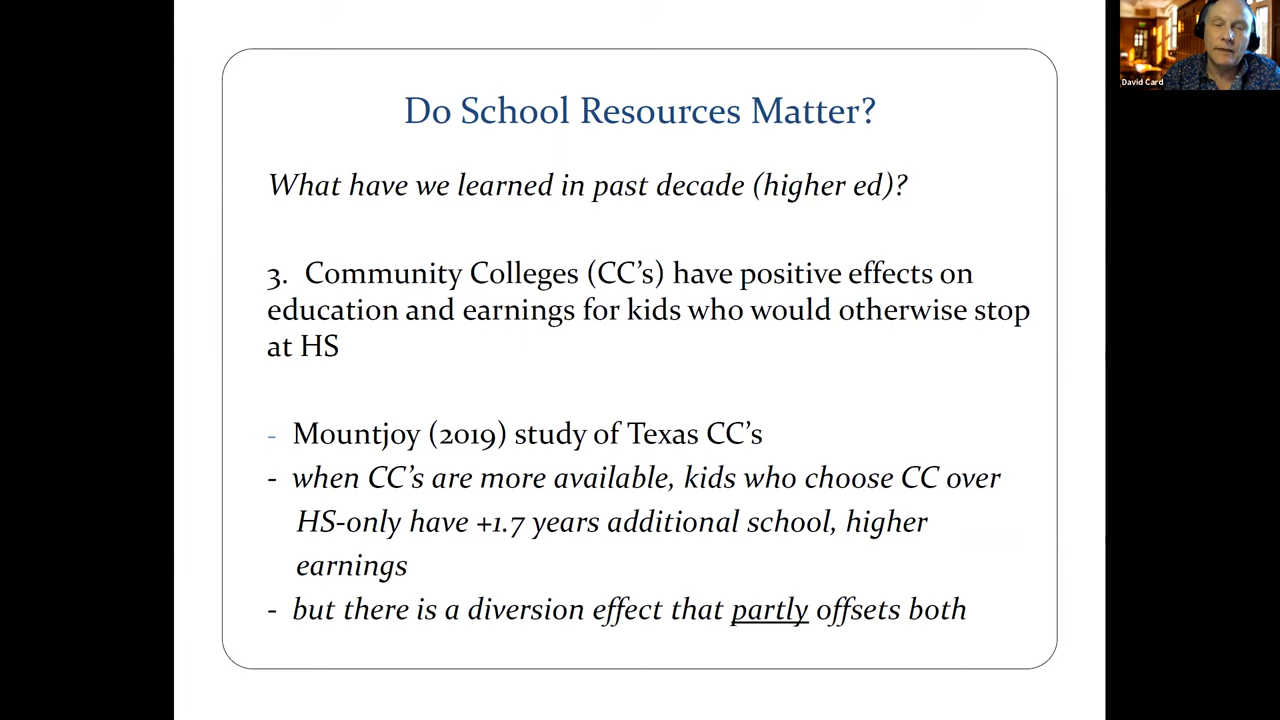 Do School Resources Matter?
What have we learned in past decade (higher ed)?
3. Community Colleges (CC's) have positive effects on
education and earnings for kids who would otherwise stop
at HS
- Mountjoy (2019) study of Texas CC's
- when CC's are more available, kids who choose CC over
HS-only have +1.7 years additional school, higher
earnings
- but there is a diversion effect that partly offsets both
David Card